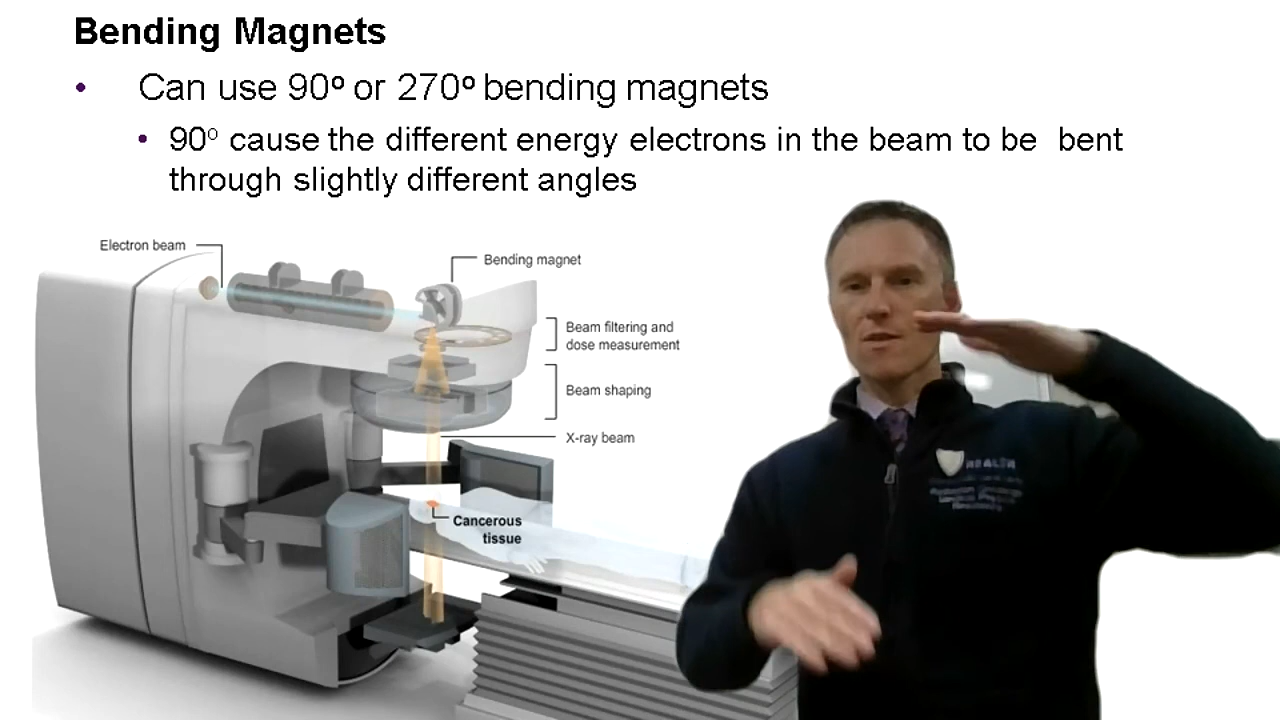 Bending Magnets
• Can use 90º or 270º bending magnets
• 90º cause the different energy electrons in the beam to be bent
through slightly different angles
Electron beam
Bending magnet
Beam filtering and
dose measurement
Beam shaping
X-ray beam
Cancerous
tissue
HEALTH